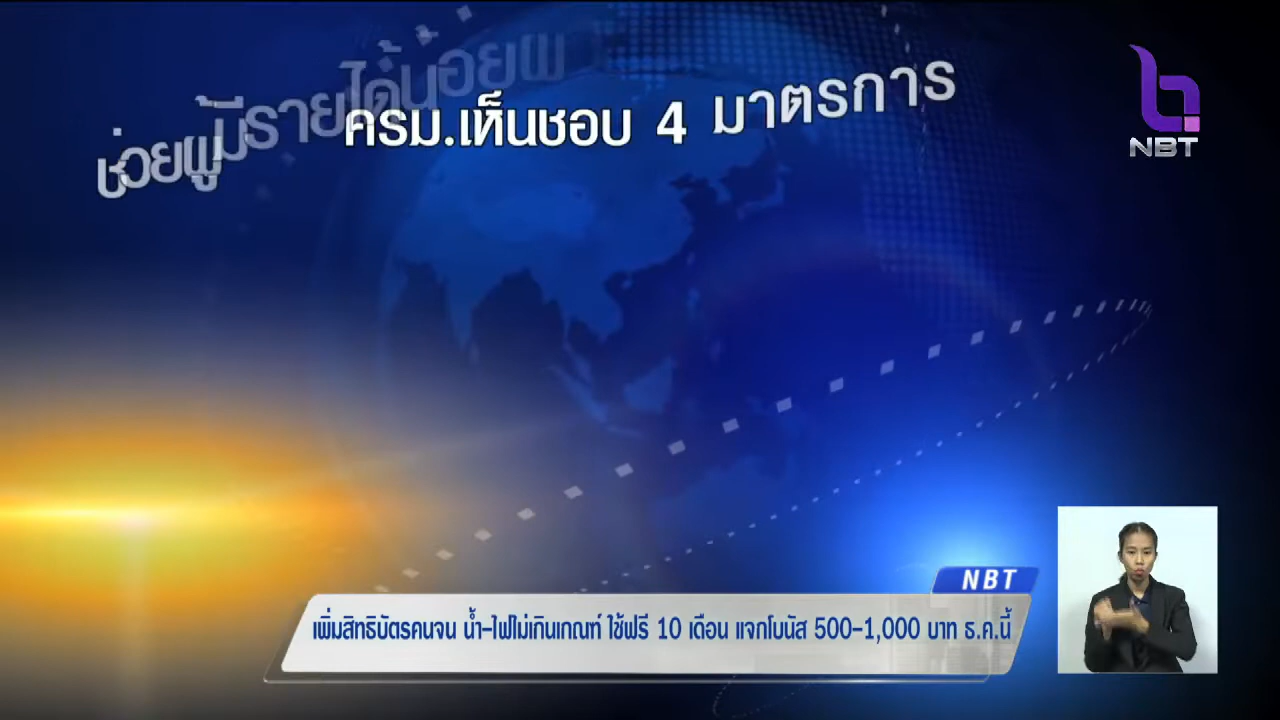 ครม.เห็นชอบ 4 มาตรการ
ช่วยผู้มีรายได้น้อยผ
NBT
NBT
เพิ่มสิทธิบัตรคนจน น้ำ-ไฟไม่เกินเกณฑ์ ใช้ฟรี 10 เดือน แจกโบนัส 500-1,000 บาท ธ.ค.นี้